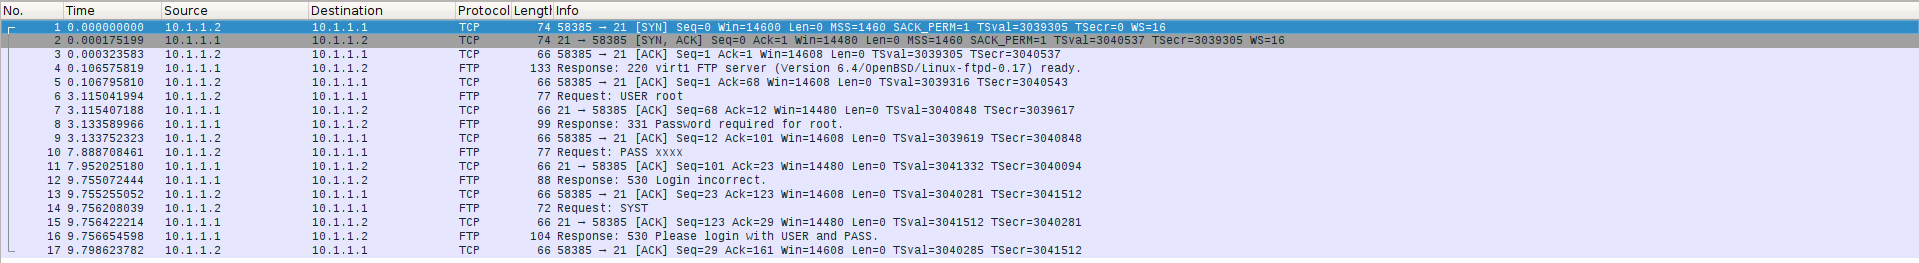 No. Time Source Destination Protocol Length Info
1 0.000000000 10.1.1.2 10.1.1.1 TCP 74 58385 → 21 [SYN] Seq=0 Win=14600 Len=0 MSS=1460 SACK_PERM=1 TSval=3039305 TSecr=0 WS=16
2 0.000175199 10.1.1.1 10.1.1.2 TCP 74 21 → 58385 [SYN, ACK] Seq=0 Ack=1 Win=14480 Len=0 MSS=1460 SACK_PERM=1 TSval=3040537 TSecr=3039305 WS=16
3 0.000323583 10.1.1.2 10.1.1.1 TCP 66 58385 → 21 [ACK] Seq=1 Ack=1 Win=14608 Len=0 TSval=3039305 TSecr=3040537
4 0.106575819 10.1.1.1 10.1.1.2 FTP 133 Response: 220 virt1 FTP server (Version 6.4/OpenBSD/Linux-ftpd-0.17) ready.
5 0.106795810 10.1.1.2 10.1.1.1 TCP 66 58385 → 21 [ACK] Seq=1 Ack=68 Win=14608 Len=0 TSval=3039316 TSecr=3040543
6 3.115041994 10.1.1.2 10.1.1.1 FTP 77 Request: USER root
7 3.115407188 10.1.1.1 10.1.1.2 TCP 66 21 → 58385 [ACK] Seq=68 Ack=12 Win=14480 Len=0 TSval=3040848 TSecr=3039617
8 3.133589966 10.1.1.1 10.1.1.2 FTP 99 Response: 331 Password required for root.
9 3.133752323 10.1.1.2 10.1.1.1 TCP 66 58385 → 21 [ACK] Seq=12 Ack=101 Win=14608 Len=0 TSval=3039619 TSecr=3040848
10 7.888708461 10.1.1.2 10.1.1.1 FTP 77 Request: PASS xxxx
11 7.952025180 10.1.1.1 10.1.1.2 TCP 66 21 → 58385 [ACK] Seq=101 Ack=23 Win=14480 Len=0 TSval=3041332 TSecr=3040094
12 9.755072444 10.1.1.1 10.1.1.2 FTP 88 Response: 530 Login incorrect.
13 9.755255052 10.1.1.2 10.1.1.1 TCP 66 58385 → 21 [ACK] Seq=23 Ack=123 Win=14608 Len=0 TSval=3040281 TSecr=3041512
14 9.756208039 10.1.1.2 10.1.1.1 FTP 72 Request: SYST
15 9.756422214 10.1.1.1 10.1.1.2 TCP 66 21 → 58385 [ACK] Seq=123 Ack=29 Win=14480 Len=0 TSval=3041512 TSecr=3040281
16 9.756654598 10.1.1.1 10.1.1.2 FTP 104 Response: 530 Please login with USER and PASS.
17 9.798623782 10.1.1.2 10.1.1.1 TCP 66 58385 → 21 [ACK] Seq=29 Ack=161 Win=14608 Len=0 TSval=3040285 TSecr=3041512